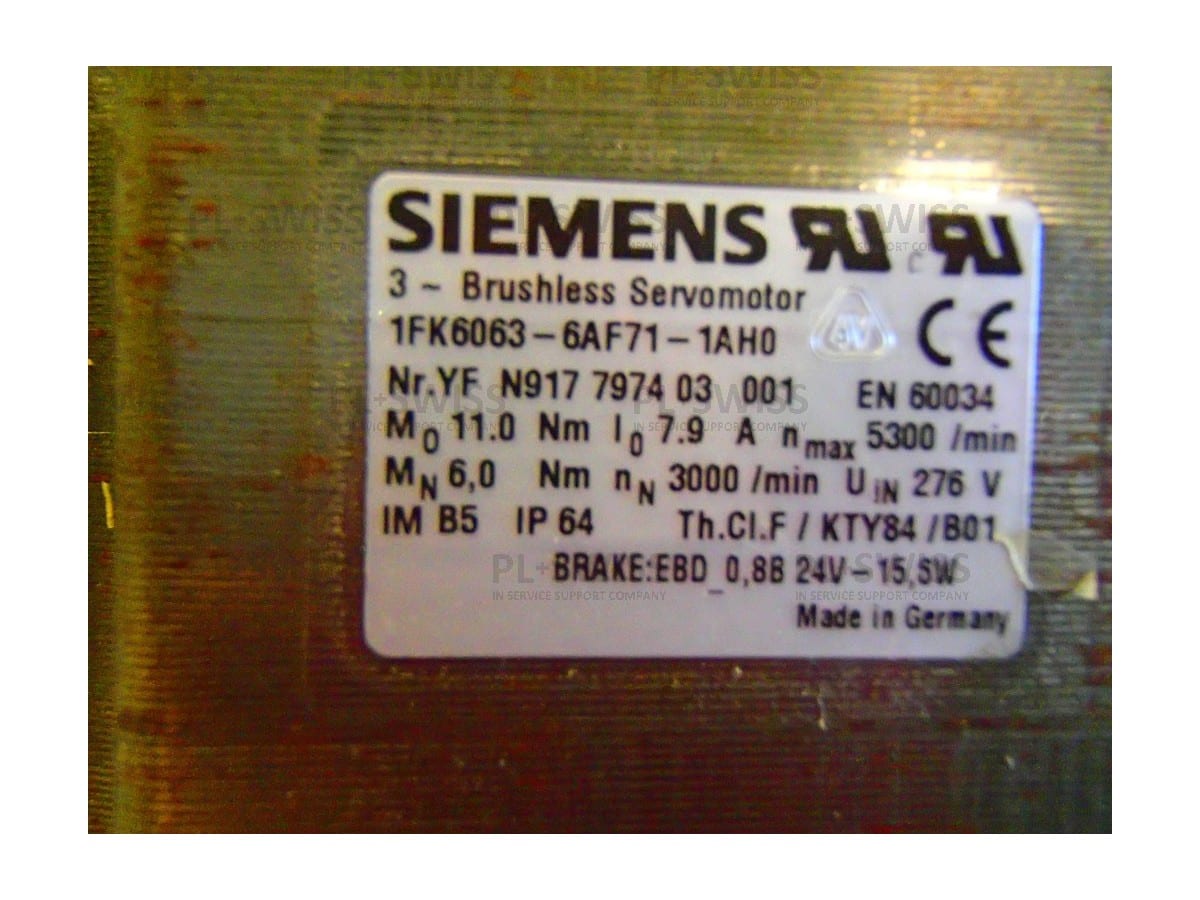 SIEMENS
3 ~ Brushless Servomotor
1FK6063-6AF71-1AH0
CE
Nr.YF N917 7974 03 001 EN 60034
M0 11.0 Nm I0 7.9 A nmax 5300 /min
MN 6,0 Nm nN 3000 /min UIN 276 V
IM B5 IP 64 Th.Cl.F / KTY84 /B01
BRAKE:EBD_0,8B 24V-15,5W
Made in Germany
PL+SWISS
IN SERVICE SUPPORT COMPANY